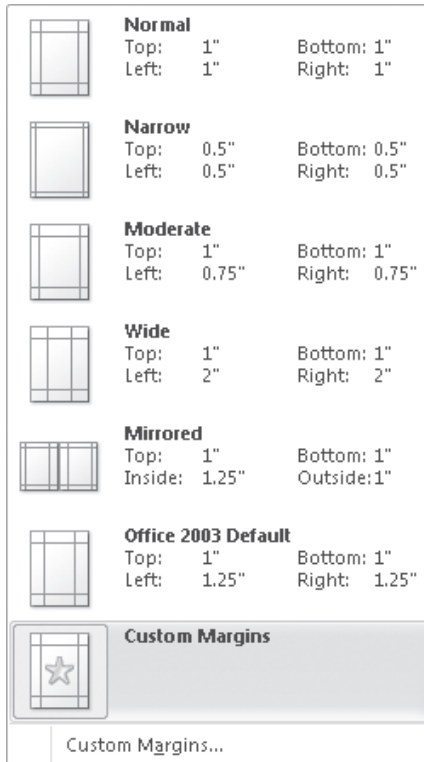 Normal
Top: 1" Bottom: 1"
Left: 1" Right: 1"
Narrow
Top: 0.5" Bottom: 0.5"
Left: 0.5" Right: 0.5"
Moderate
Top: 1" Bottom: 1"
Left: 0.75" Right: 0.75"
Wide
Top: 1" Bottom: 1"
Left: 2" Right: 2"
Mirrored
Top: 1" Bottom: 1"
Inside: 1.25" Outside: 1"
Office 2003 Default
Top: 1" Bottom: 1"
Left: 1.25" Right: 1.25"
Custom Margins
Custom Margins...